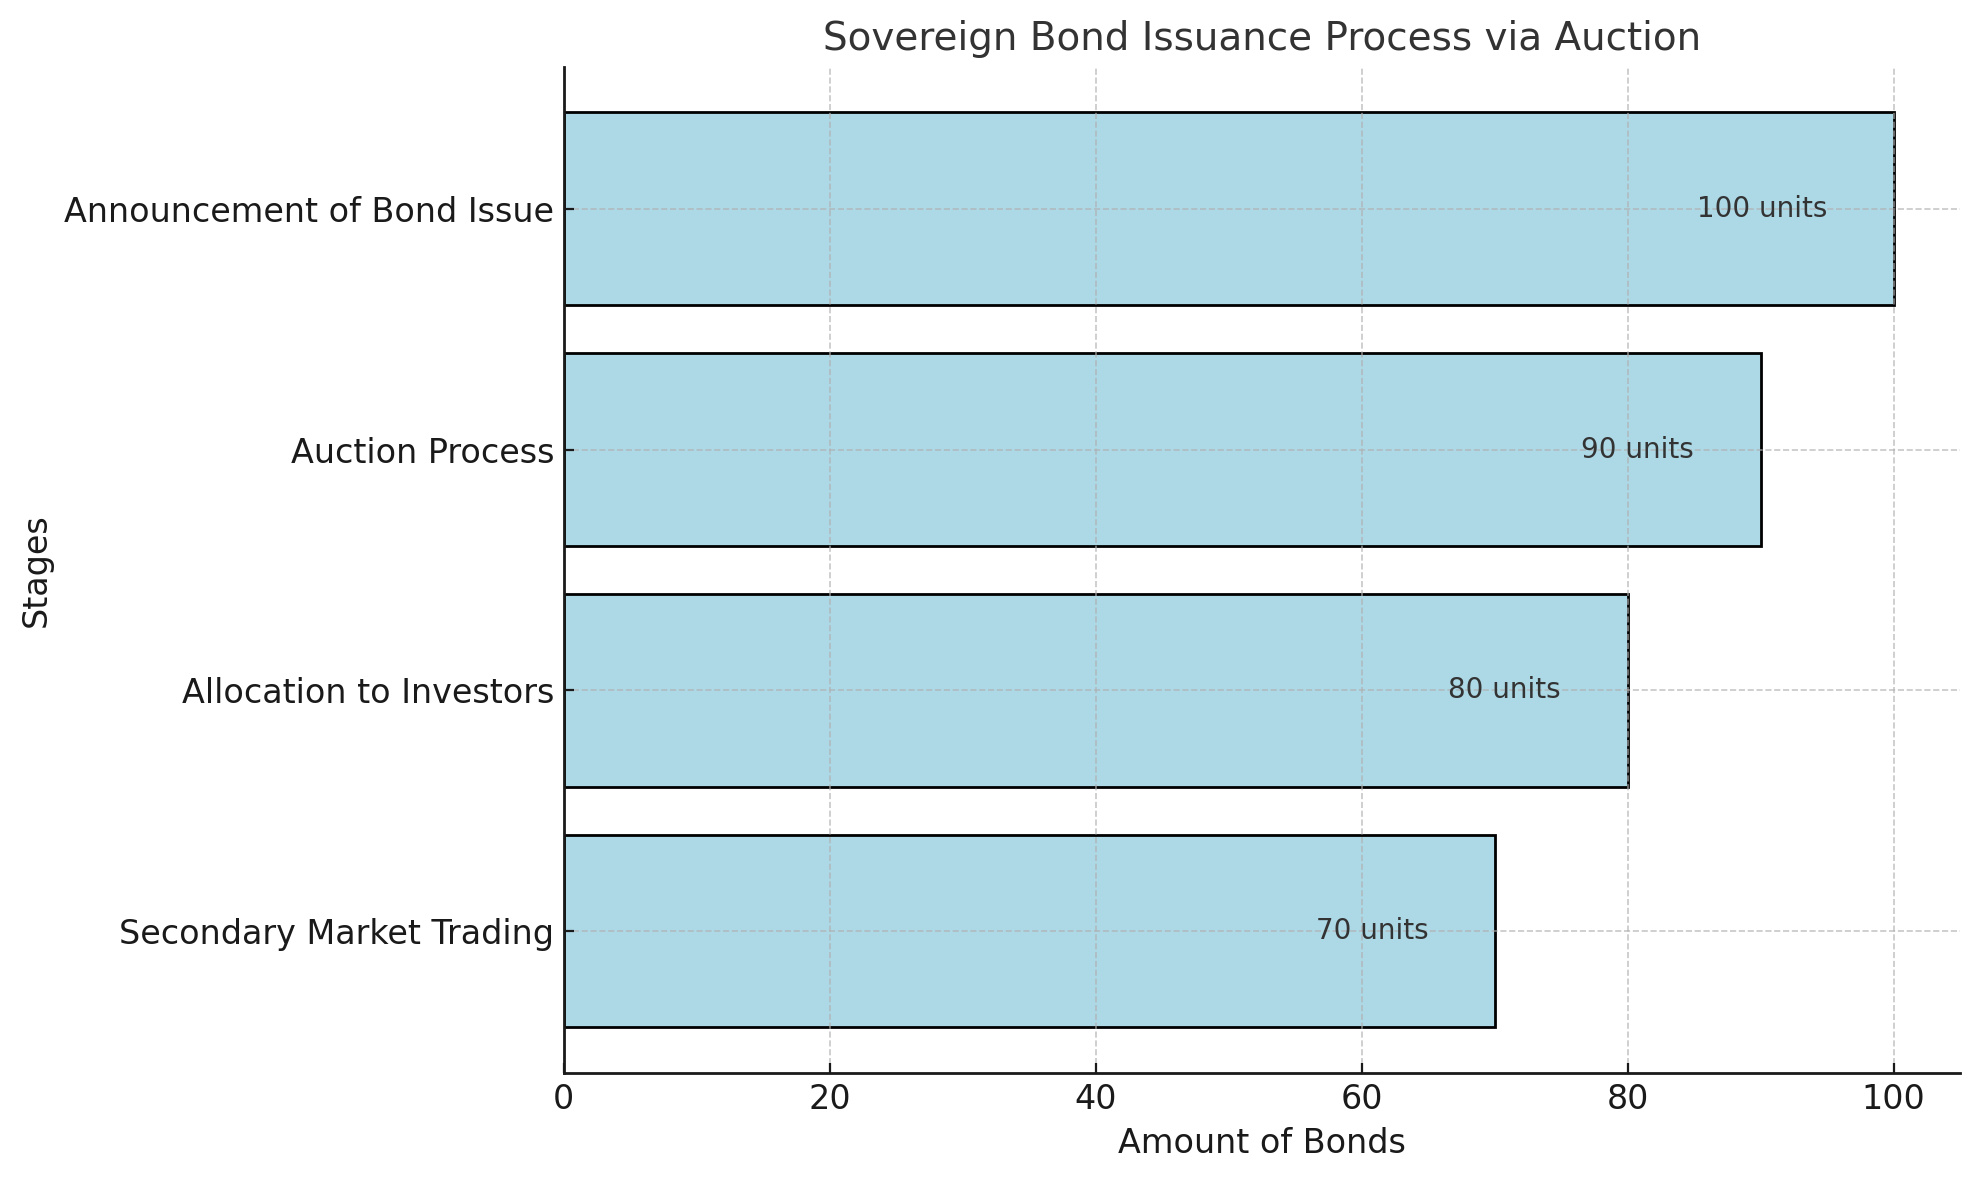 Sovereign Bond Issuance Process via Auction
Announcement of Bond Issue
100 units
Auction Process
90 units
Stages
Allocation to Investors
80 units
Secondary Market Trading
70 units
0 20 40 60 80 100
Amount of Bonds